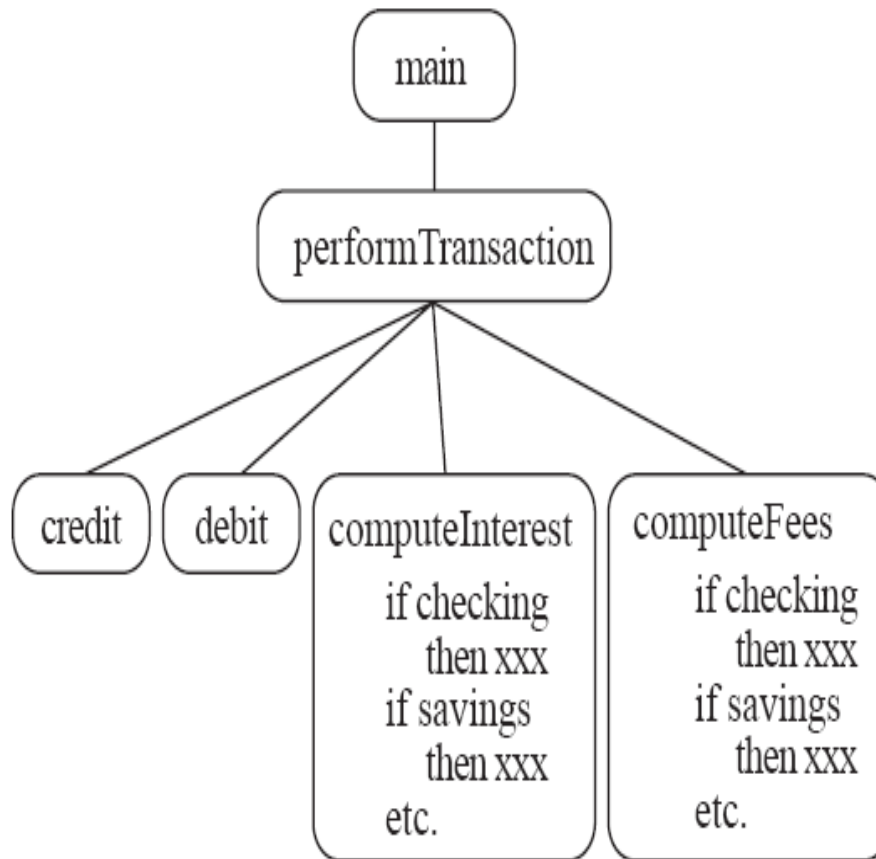 main
performTransaction
credit
debit
computeInterest
if checking
then xxx
if savings
then xxx
etc.
computeFees
if checking
then xxx
if savings
then xxx
etc.